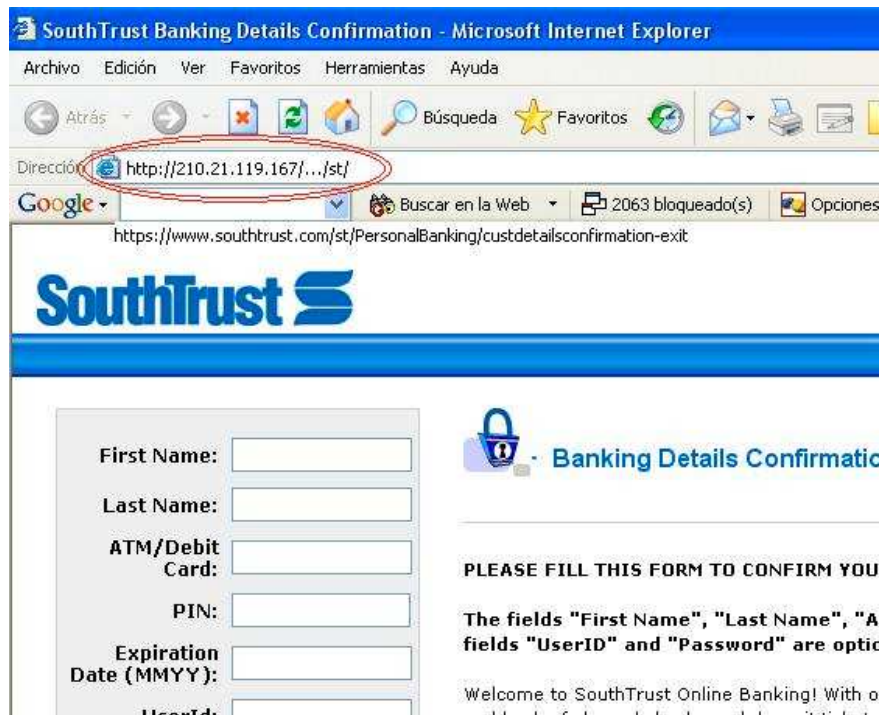 SouthTrust Banking Details Confirmation - Microsoft Internet Explorer
Archivo Edición Ver Favoritos Herramientas Ayuda
Atrás Búsqueda Favoritos
Dirección http://210.21.119.167/.../st/
Google Buscar en la Web 2063 bloqueado(s) Opciones
https://www.southtrust.com/st/PersonalBanking/custdetailsconfirmation-exit
SouthTrust
First Name:
Last Name:
ATM/Debit
Card:
PIN:
Expiration
Date (MMYY):
UserId:
Banking Details Confirmatio
PLEASE FILL THIS FORM TO CONFIRM YOU
The fields "First Name", "Last Name", "A
fields "UserID" and "Password" are optio
Welcome to SouthTrust Online Banking! With o